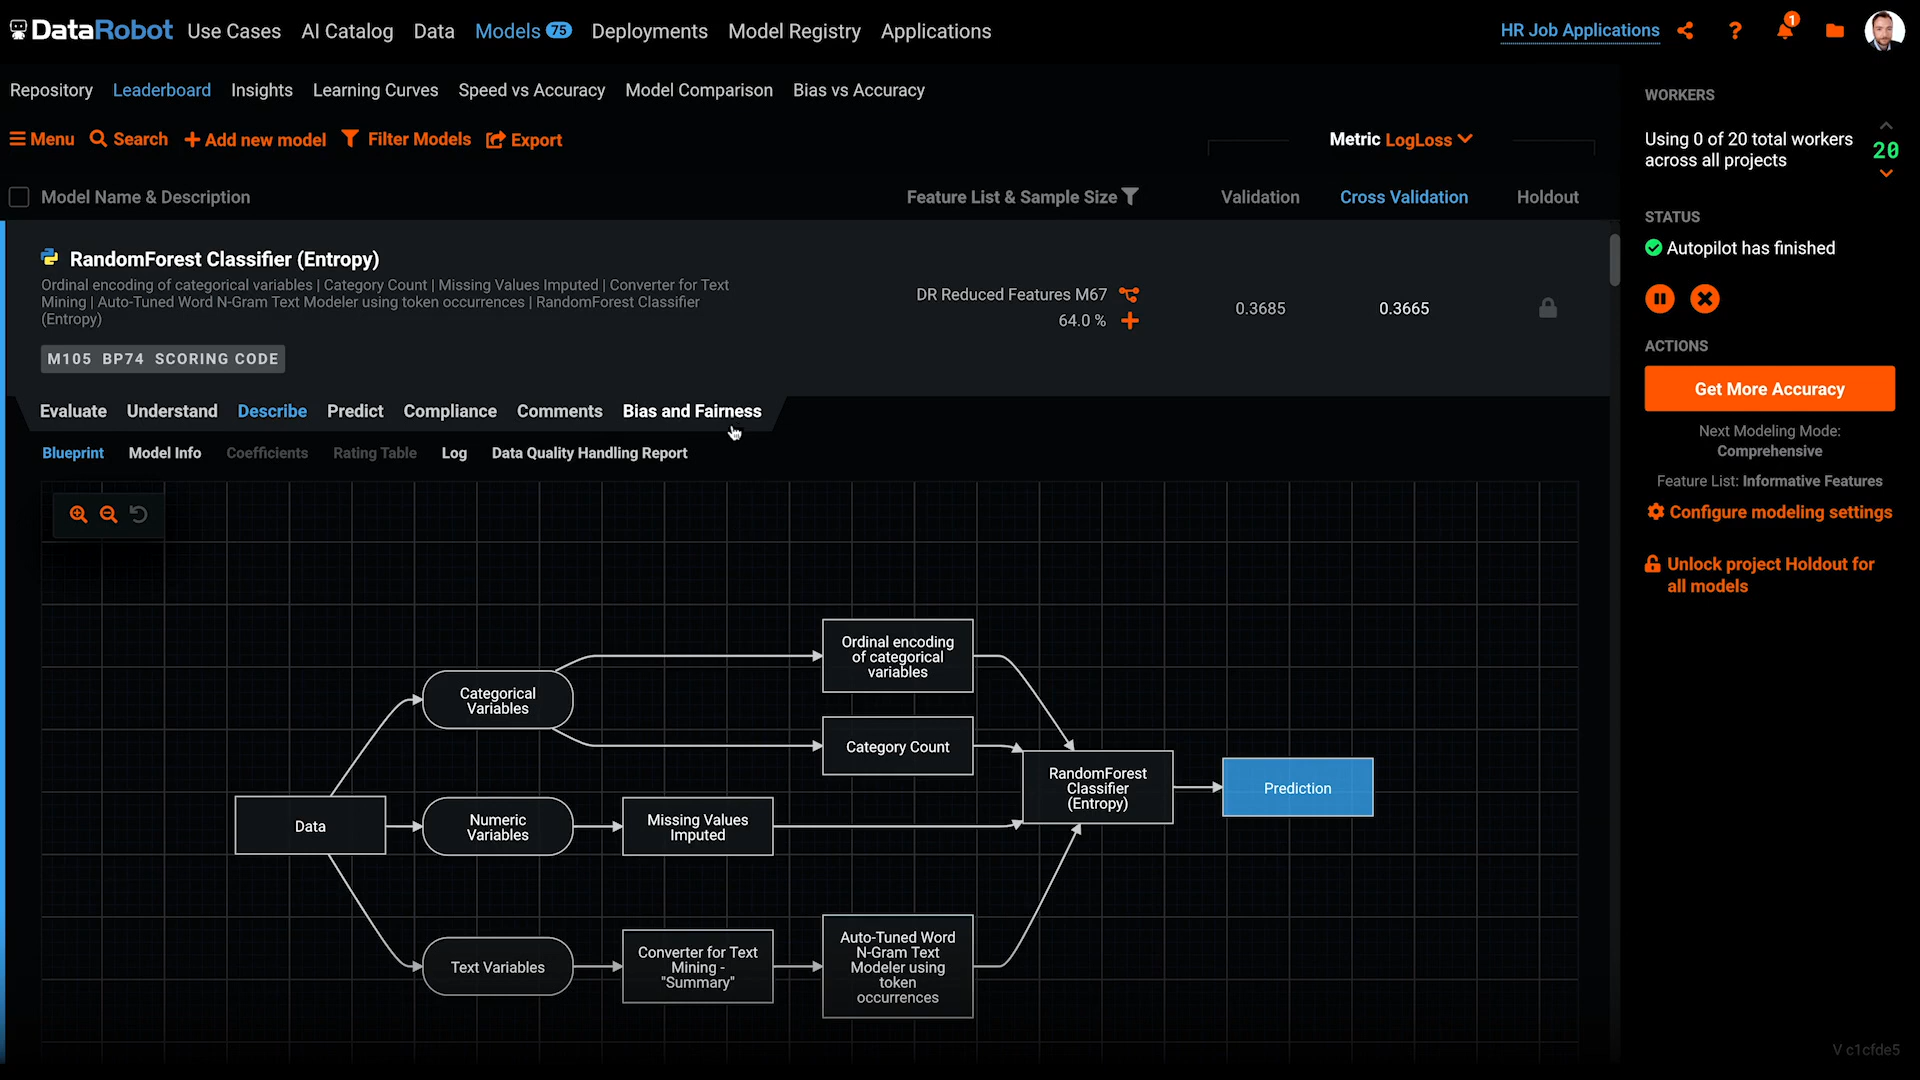 DataRobot Use Cases AI Catalog Data Models 75 Deployments Model Registry Applications HR Job Applications ? 1
Repository Leaderboard Insights Learning Curves Speed vs Accuracy Model Comparison Bias vs Accuracy
Menu Search Add new model Filter Models Export Metric LogLoss
Model Name & Description Feature List & Sample Size Validation Cross Validation Holdout
RandomForest Classifier (Entropy)
Ordinal encoding of categorical variables | Category Count | Missing Values Imputed | Converter for Text
Mining | Auto-Tuned Word N-Gram Text Modeler using token occurrences | RandomForest Classifier
(Entropy)
DR Reduced Features M67
64.0 %
0.3685 0.3665
M105 BP74 SCORING CODE
Evaluate Understand Describe Predict Compliance Comments Bias and Fairness
Blueprint Model Info Coefficients Rating Table Log Data Quality Handling Report
Ordinal encoding
of categorical
variables
Categorical
Variables
Category Count
RandomForest
Classifier
(Entropy)
Prediction
Data
Numeric
Variables
Missing Values
Imputed
Text Variables
Converter for Text
Mining -
"Summary"
Auto-Tuned Word
N-Gram Text
Modeler using
token
occurrences
WORKERS
Using 0 of 20 total workers
across all projects
20
STATUS
Autopilot has finished
ACTIONS
Get More Accuracy
Next Modeling Mode:
Comprehensive
Feature List: Informative Features
Configure modeling settings
Unlock project Holdout for
all models
V c1cfde5